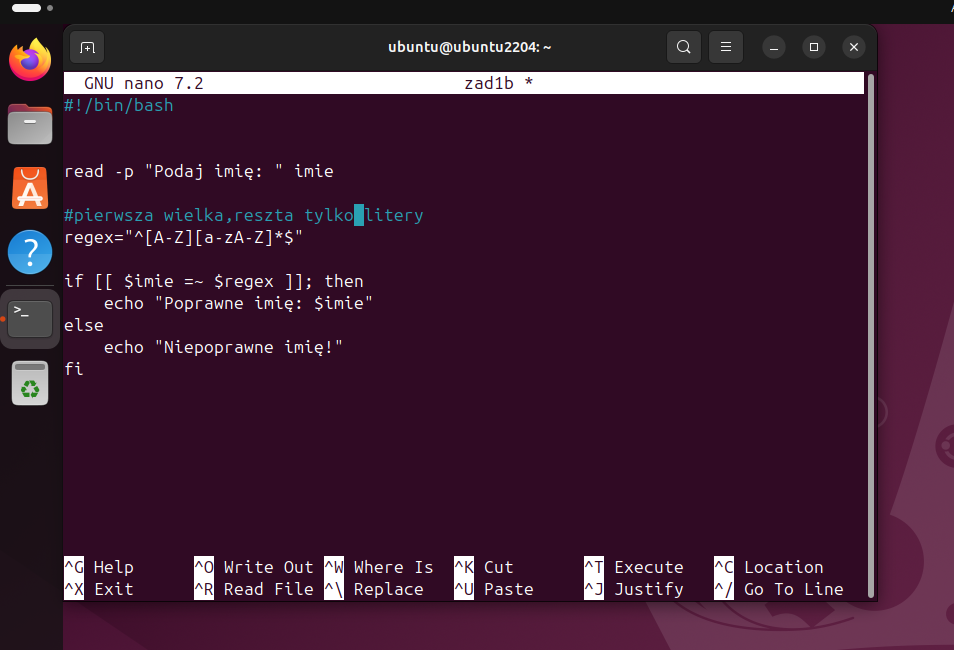 ubuntu@ubuntu2204: ~
GNU nano 7.2 zad1b *
#!/bin/bash
read -p "Podaj imię: " imie
#pierwsza wielka,reszta tylko litery
regex="^[A-Z][a-zA-Z]*$"
if [[ $imie =~ $regex ]]; then
    echo "Poprawne imię: $imie"
else
    echo "Niepoprawne imię!"
fi
^G Help ^O Write Out ^W Where Is ^K Cut ^T Execute ^C Location
^X Exit ^R Read File ^\ Replace ^U Paste ^J Justify ^/ Go To Line